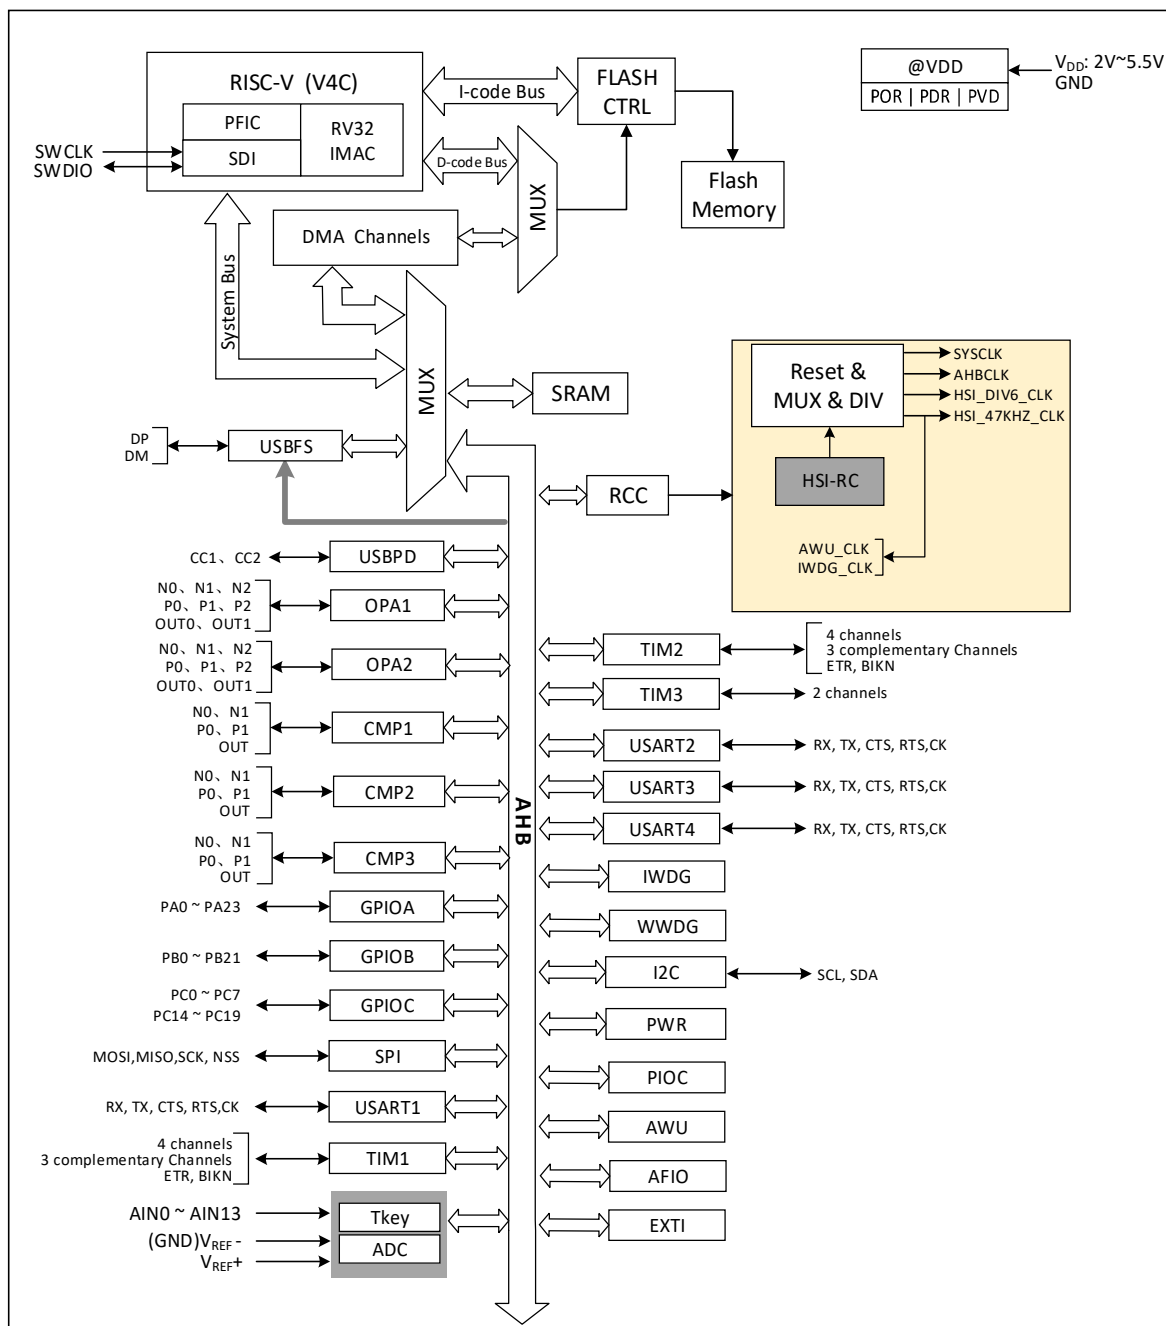 RISC-V (V4C)
PFIC
SDI
RV32
IMAC
SWCLK
SWDIO
I-code Bus
D-code Bus
FLASH
CTRL
MUX
Flash
Memory
@VDD
POR | PDR | PVD
VDD: 2V~5.5V
GND
DMA Channels
System Bus
MUX
SRAM
DP
DM
USBFS
Reset &
MUX & DIV
HSI-RC
SYSCLK
AHBCLK
HSI_DIV6_CLK
HSI_47KHZ_CLK
AWU_CLK
IWDG_CLK
RCC
AHB
CC1、CC2
USBPD
N0、N1、N2
P0、P1、P2
OUT0、OUT1
OPA1
N0、N1、N2
P0、P1、P2
OUT0、OUT1
OPA2
N0、N1
P0、P1
OUT
CMP1
N0、N1
P0、P1
OUT
CMP2
N0、N1
P0、P1
OUT
CMP3
PA0 ~ PA23
GPIOA
PB0 ~ PB21
GPIOB
PC0 ~ PC7
PC14 ~ PC19
GPIOC
MOSI,MISO,SCK, NSS
SPI
RX, TX, CTS, RTS,CK
USART1
4 channels
3 complementary Channels
ETR, BIKN
TIM1
AIN0 ~ AIN13
(GND)VREF -
VREF+
Tkey
ADC
TIM2
4 channels
3 complementary Channels
ETR, BIKN
TIM3
2 channels
USART2
RX, TX, CTS, RTS,CK
USART3
RX, TX, CTS, RTS,CK
USART4
RX, TX, CTS, RTS,CK
IWDG
WWDG
I2C
SCL, SDA
PWR
PIOC
AWU
AFIO
EXTI